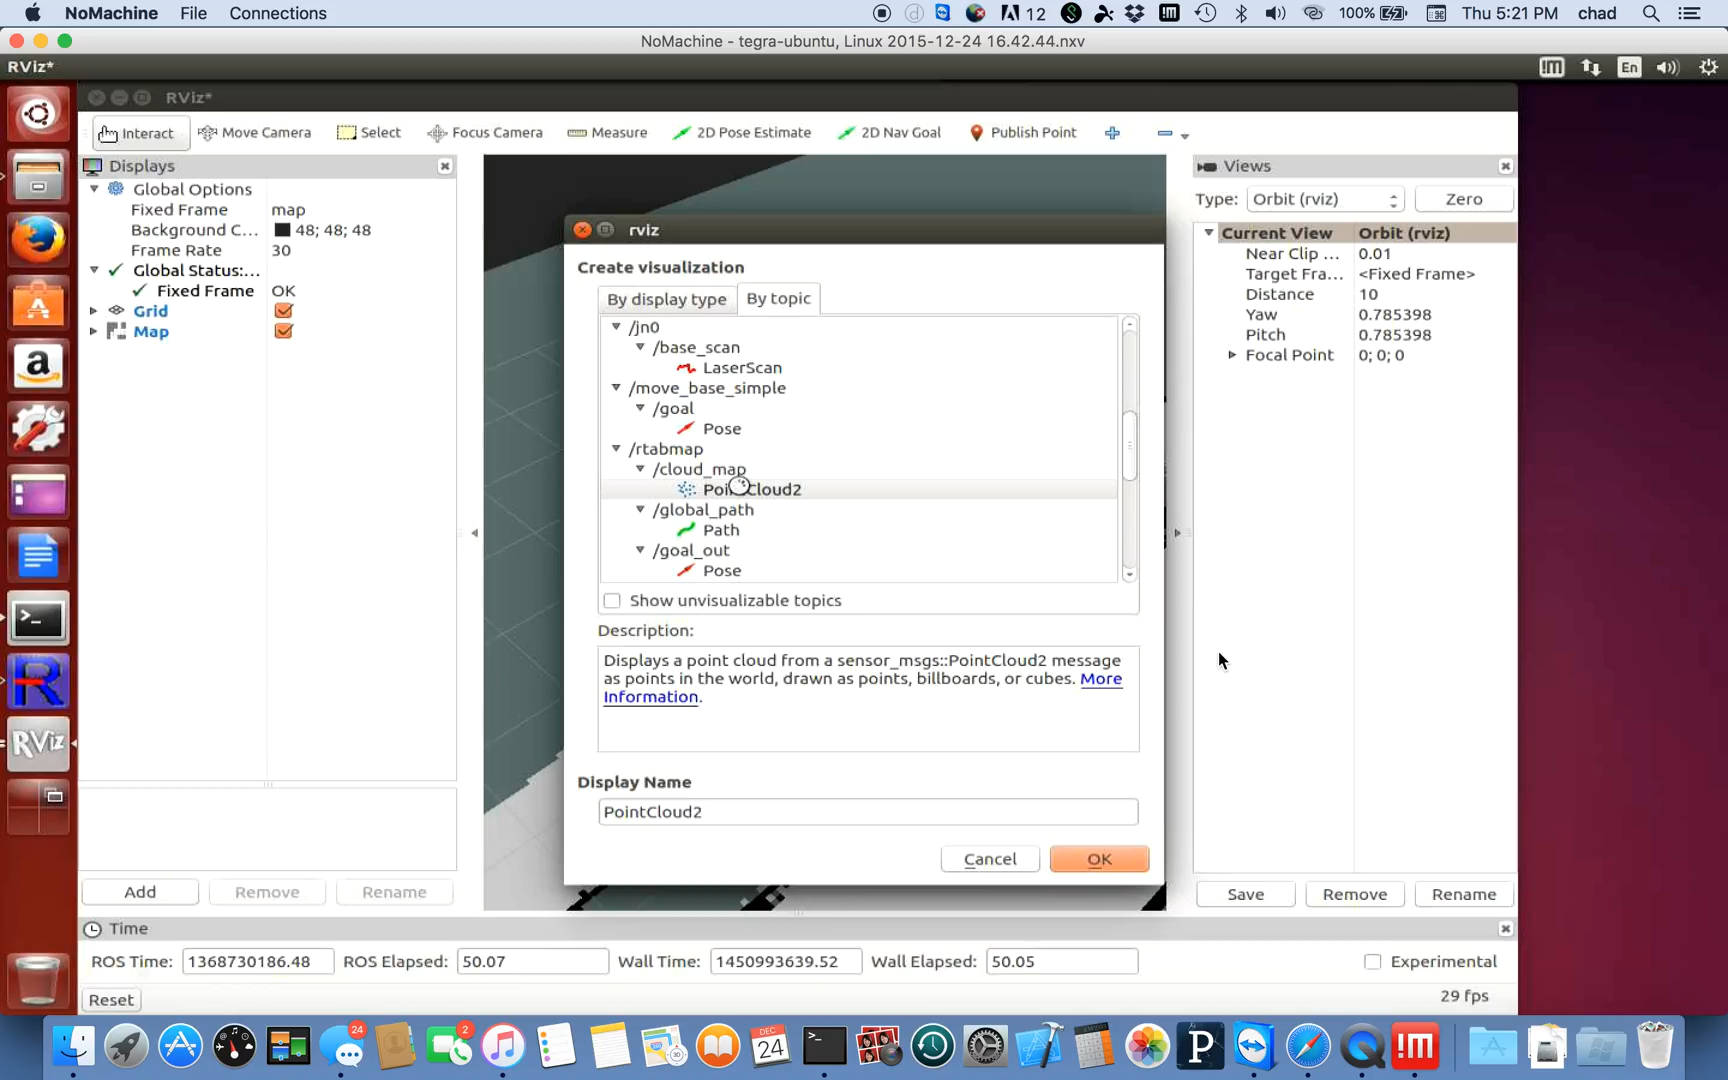 NoMachine File Connections 12 100% Thu 5:21 PM chad
NoMachine - tegra-ubuntu, Linux 2015-12-24 16.42.44.nxv
RViz*
!M En
RViz*
Interact Move Camera Select Focus Camera Measure 2D Pose Estimate 2D Nav Goal Publish Point
Displays
Global Options
Fixed Frame map
Background C... 48; 48; 48
Frame Rate 30
Global Status:...
Fixed Frame OK
Grid
Map
Add Remove Rename
rviz
Create visualization
By display type By topic
/jn0
/base_scan
LaserScan
/move_base_simple
/goal
Pose
/rtabmap
/cloud_map
PointCloud2
/global_path
Path
/goal_out
Pose
Show unvisualizable topics
Description:
Displays a point cloud from a sensor_msgs::PointCloud2 message
as points in the world, drawn as points, billboards, or cubes. More
Information.
Display Name
PointCloud2
Cancel OK
Views
Type: Orbit (rviz) Zero
Current View Orbit (rviz)
Near Clip ... 0.01
Target Fra... <Fixed Frame>
Distance 10
Yaw 0.785398
Pitch 0.785398
Focal Point 0; 0; 0
Save Remove Rename
Time
ROS Time: 1368730186.48 ROS Elapsed: 50.07 Wall Time: 1450993639.52 Wall Elapsed: 50.05 Experimental
Reset 29 fps
RViz
24 2 DEC 24 P !M